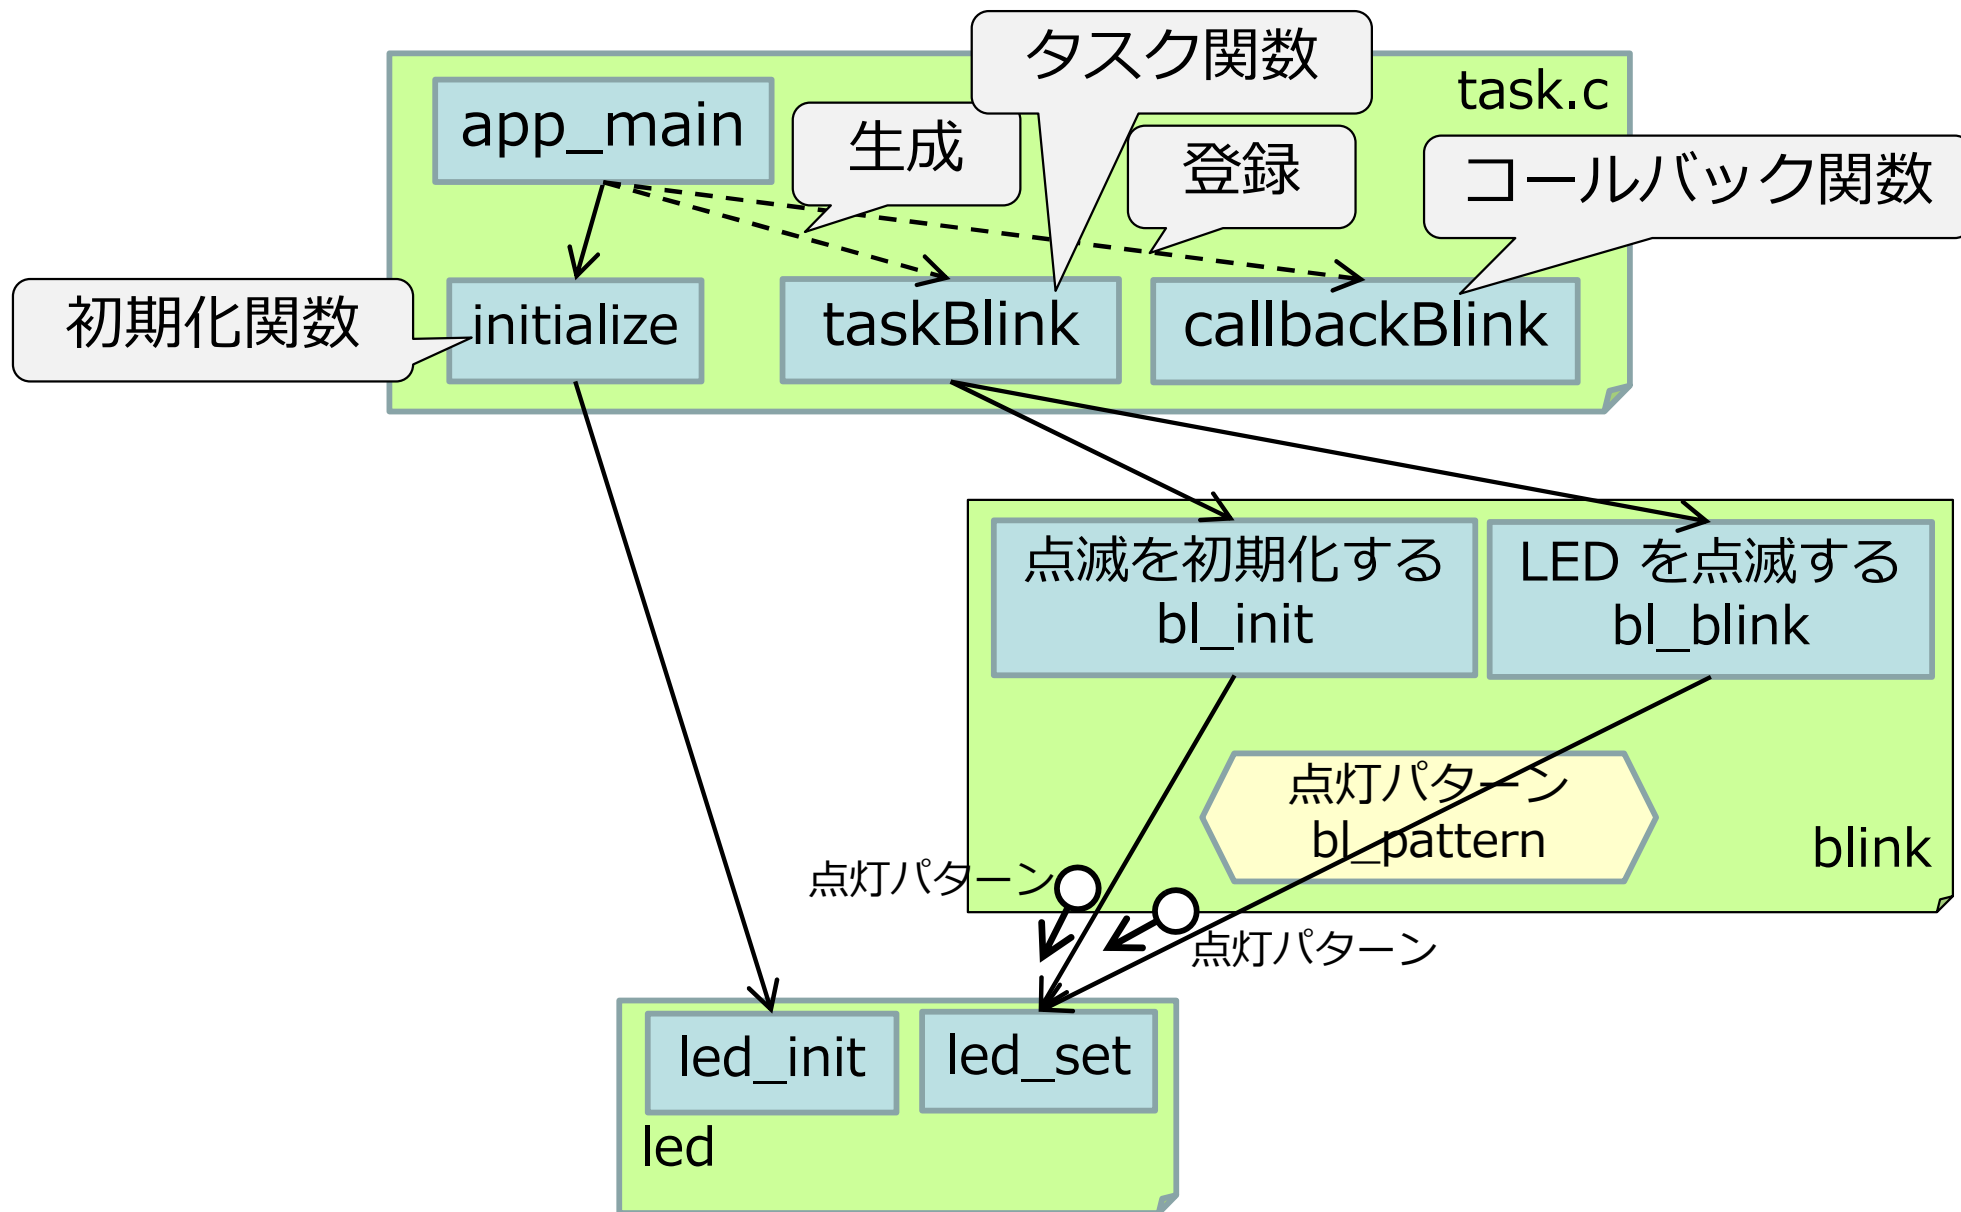 タスク関数
task.c
app_main
生成
登録
コールバック関数
初期化関数
initialize
taskBlink
callbackBlink
点滅を初期化する
bl_init
LED を点滅する
bl_blink
点灯パターン
bl_pattern
blink
点灯パターン
点灯パターン
led_init
led_set
led